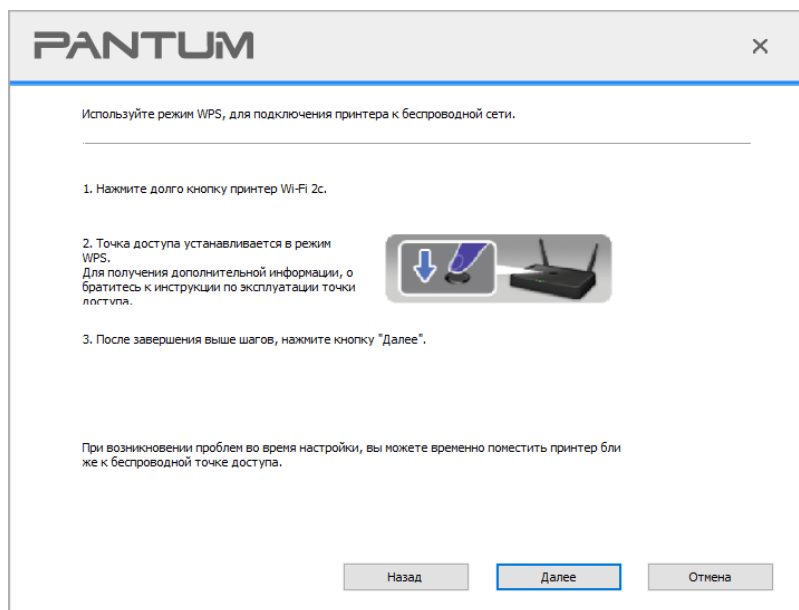 PANTUM
Используйте режим WPS, для подключения принтера к беспроводной сети.
1. Нажмите долго кнопку принтер Wi-Fi 2с.
2. Точка доступа устанавливается в режим
WPS.
Для получения дополнительной информации, о
братитесь к инструкции по эксплуатации точки
доступа.
3. После завершения выше шагов, нажмите кнопку "Далее".
При возникновении проблем во время настройки, вы можете временно поместить принтер бли
же к беспроводной точке доступа.
Назад
Далее
Отмена